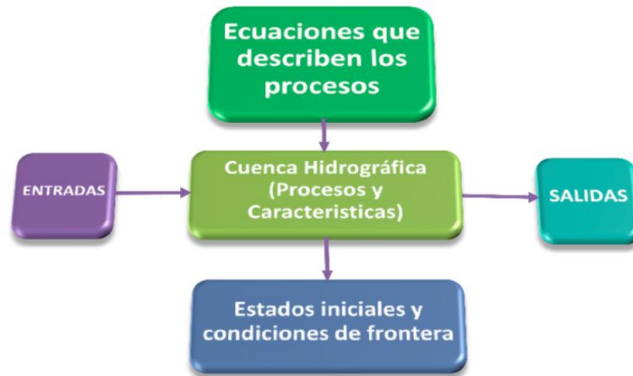 Ecuaciones que
describen los
procesos
ENTRADAS
Cuenca Hidrográfica
(Procesos y
Caracteristicas)
SALIDAS
Estados iniciales y
condiciones de frontera